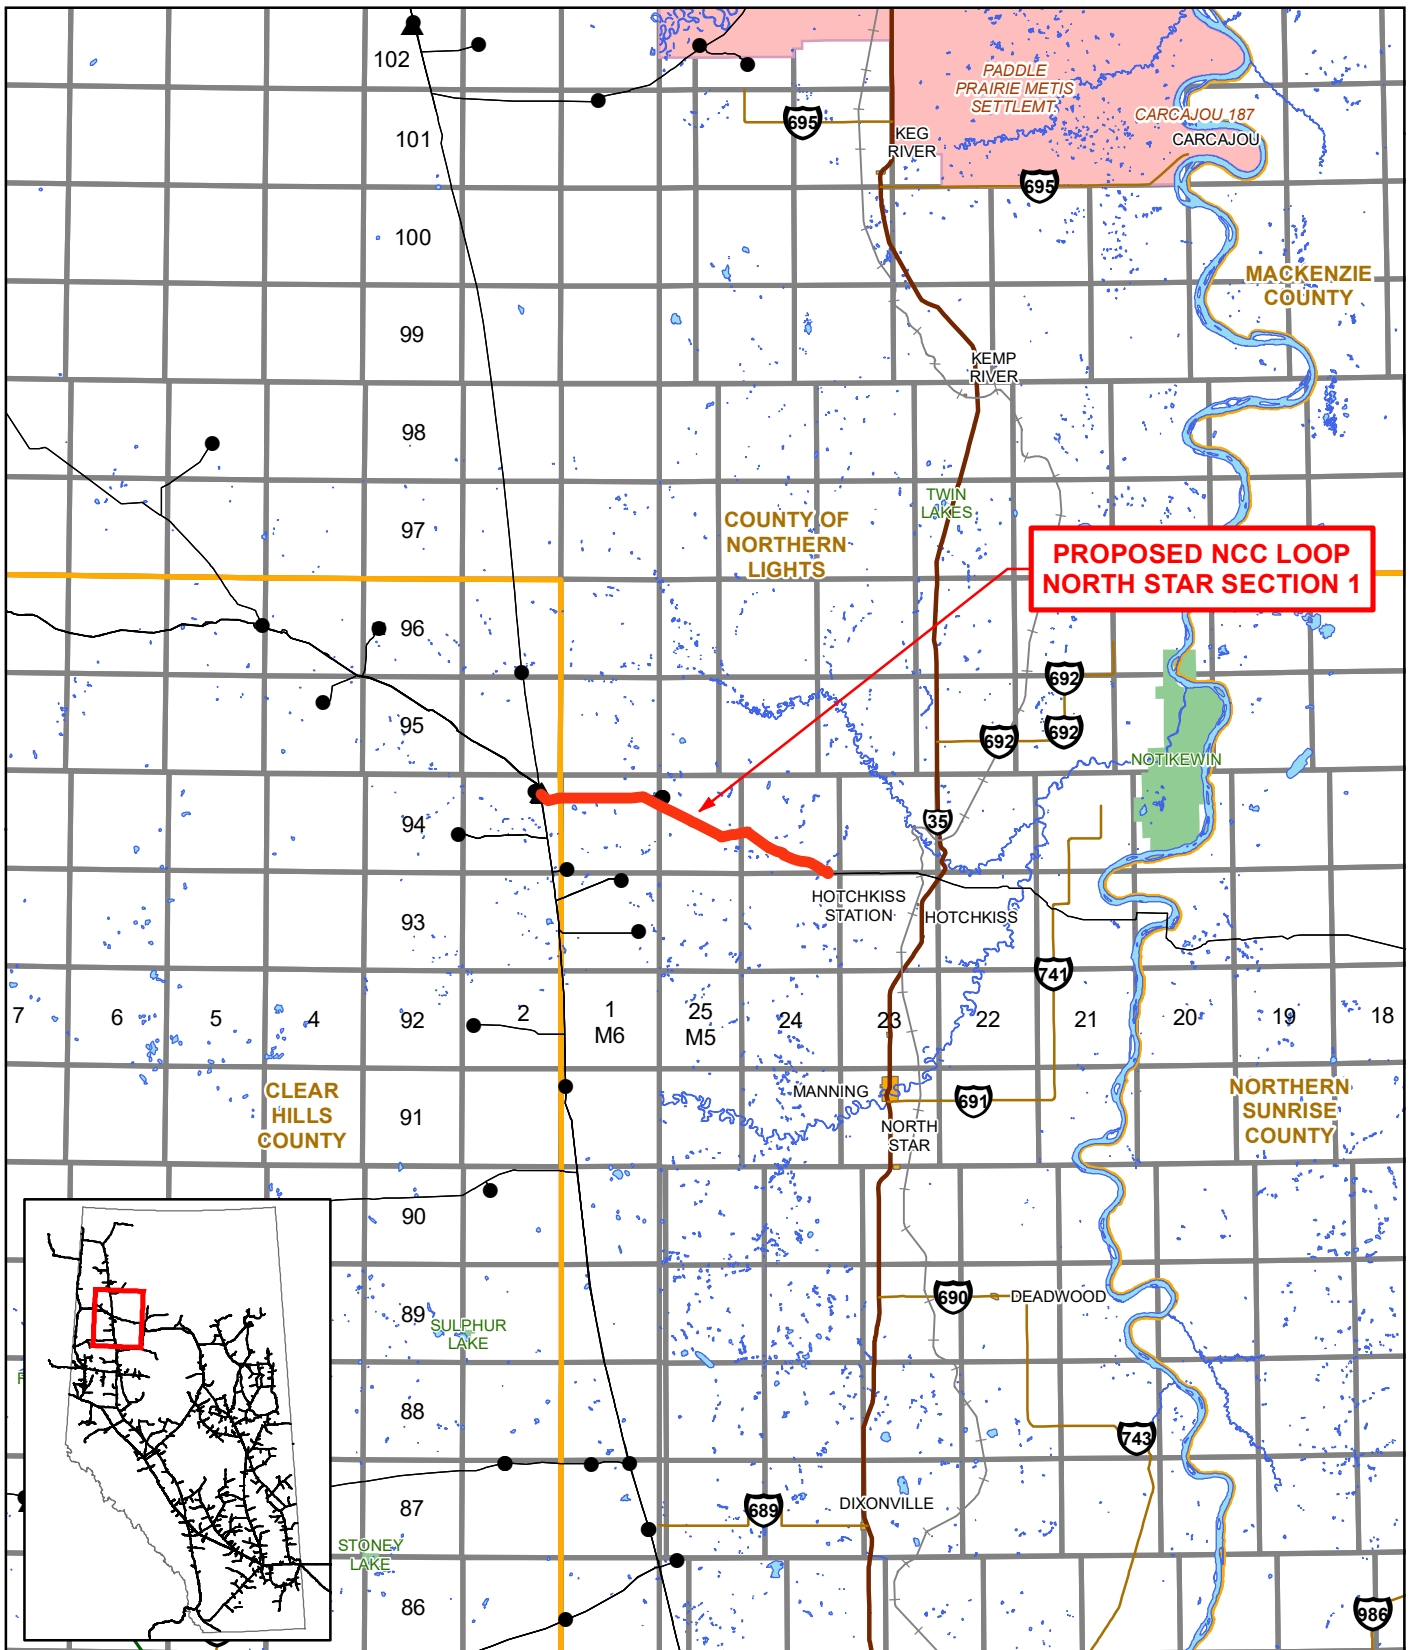 102
101
100
99
98
97
96
95
94
93
92
91
90
89
88
87
86
695
KEG
RIVER
PADDLE
PRAIRIE METIS
SETTLEMT.
CARCAJOU 187
CARCAJOU
695
MACKENZIE
COUNTY
KEMP
RIVER
TWIN
LAKES
COUNTY OF
NORTHERN
LIGHTS
PROPOSED NCC LOOP
NORTH STAR SECTION 1
692
692
692
NOTIKEWIN
35
HOTCHKISS
STATION
HOTCHKISS
741
7
6
5
4
2
1
M6
25
M5
24
23
22
21
20
19
18
CLEAR
HILLS
COUNTY
MANNING
691
NORTH
STAR
NORTHERN
SUNRISE
COUNTY
690
DEADWOOD
SULPHUR
LAKE
743
DIXONVILLE
689
STONEY
LAKE
986